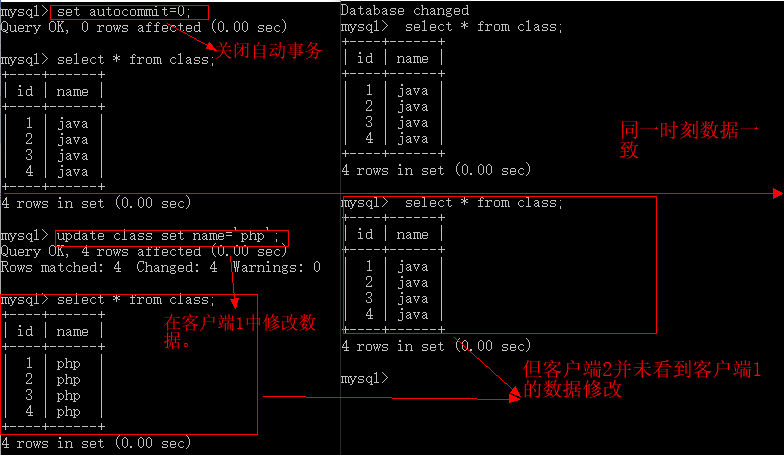 mysql> set autocommit=0;
Query OK, 0 rows affected (0.00 sec)
关闭自动事务
mysql> select * from class;
+----+------+
| id | name |
+----+------+
| 1 | java |
| 2 | java |
| 3 | java |
| 4 | java |
+----+------+
4 rows in set (0.00 sec)
mysql> update class set name='php';
Query OK, 4 rows affected (0.00 sec)
Rows matched: 4 Changed: 4 Warnings: 0
mysql> select * from class;
+----+------+
| id | name |
+----+------+
| 1 | php |
| 2 | php |
| 3 | php |
| 4 | php |
+----+------+
4 rows in set (0.00 sec)
在客户端1中修改数
据。
Database changed
mysql> select * from class;
+----+------+
| id | name |
+----+------+
| 1 | java |
| 2 | java |
| 3 | java |
| 4 | java |
+----+------+
4 rows in set (0.00 sec)
同一时刻数据一
致
mysql> select * from class;
+----+------+
| id | name |
+----+------+
| 1 | java |
| 2 | java |
| 3 | java |
| 4 | java |
+----+------+
4 rows in set (0.00 sec)
mysql>
但客户端2并未看到客户端1
的数据修改